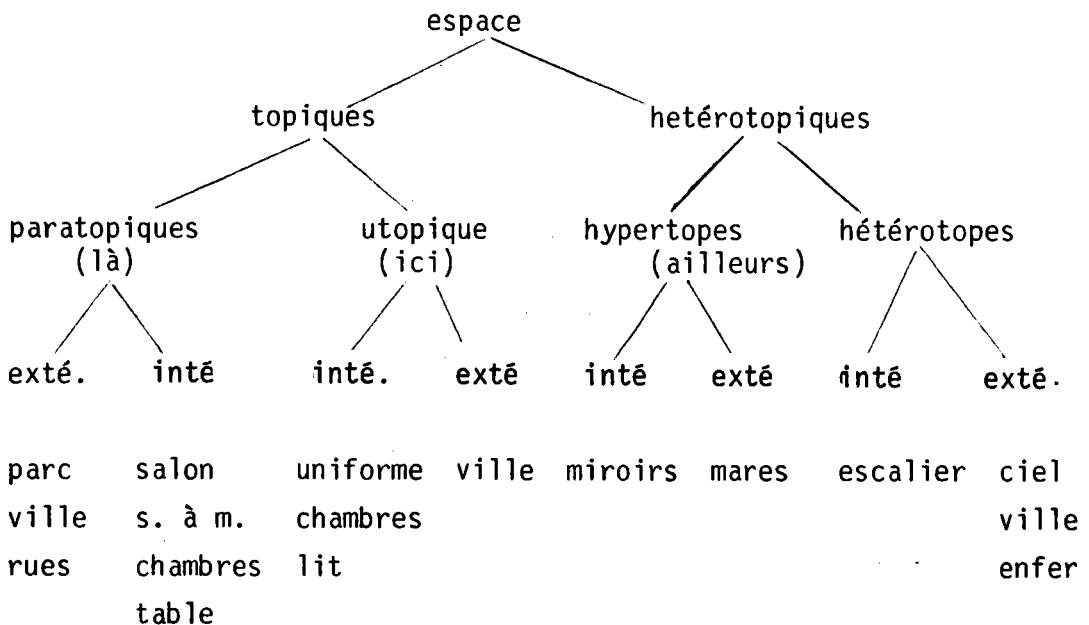 espace
topiques hetérotopiques
paratopiques utopique hypertopes hétérotopes
(là) (ici) (ailleurs)
exté. inté inté. exté inté exté inté exté.
parc salon uniforme ville miroirs mares escalier ciel
ville s. à m. chambres ville
rues chambres lit enfer
table